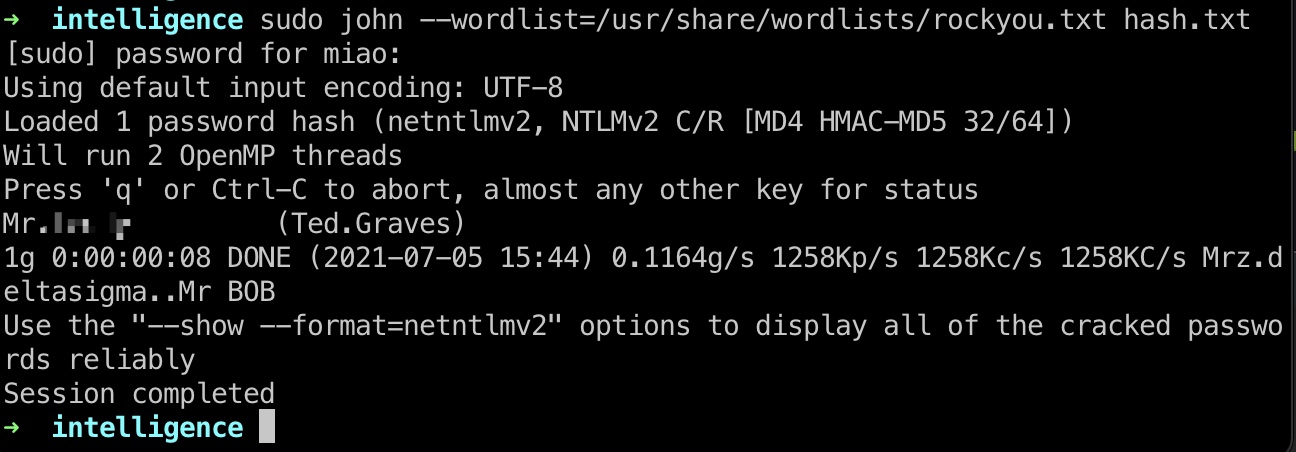 ➜ intelligence sudo john --wordlist=/usr/share/wordlists/rockyou.txt hash.txt
[sudo] password for miao:
Using default input encoding: UTF-8
Loaded 1 password hash (netntlmv2, NTLMv2 C/R [MD4 HMAC-MD5 32/64])
Will run 2 OpenMP threads
Press 'q' or Ctrl-C to abort, almost any other key for status
Mr. (Ted.Graves)
1g 0:00:00:08 DONE (2021-07-05 15:44) 0.1164g/s 1258Kp/s 1258Kc/s 1258KC/s Mrz.d
eltasigma..Mr BOB
Use the "--show --format=netntlmv2" options to display all of the cracked passwo
rds reliably
Session completed
➜ intelligence